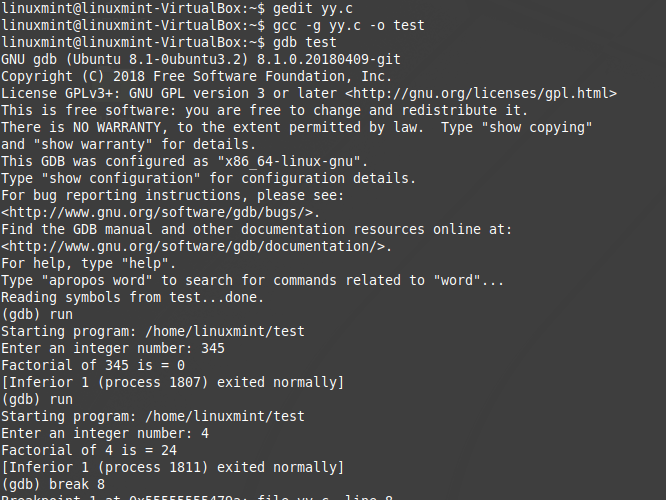 linuxmint@linuxmint-VirtualBox:~$ gedit yy.c
linuxmint@linuxmint-VirtualBox:~$ gcc -g yy.c -o test
linuxmint@linuxmint-VirtualBox:~$ gdb test
GNU gdb (Ubuntu 8.1-0ubuntu3.2) 8.1.0.20180409-git
Copyright (C) 2018 Free Software Foundation, Inc.
License GPLv3+: GNU GPL version 3 or later <http://gnu.org/licenses/gpl.html>
This is free software: you are free to change and redistribute it.
There is NO WARRANTY, to the extent permitted by law.  Type "show copying"
and "show warranty" for details.
This GDB was configured as "x86_64-linux-gnu".
Type "show configuration" for configuration details.
For bug reporting instructions, please see:
<http://www.gnu.org/software/gdb/bugs/>.
Find the GDB manual and other documentation resources online at:
<http://www.gnu.org/software/gdb/documentation/>.
For help, type "help".
Type "apropos word" to search for commands related to "word"...
Reading symbols from test...done.
(gdb) run
Starting program: /home/linuxmint/test
Enter an integer number: 345
Factorial of 345 is = 0
[Inferior 1 (process 1807) exited normally]
(gdb) run
Starting program: /home/linuxmint/test
Enter an integer number: 4
Factorial of 4 is = 24
[Inferior 1 (process 1811) exited normally]
(gdb) break 8
Breakpoint 1 at file yy.c, line 8.